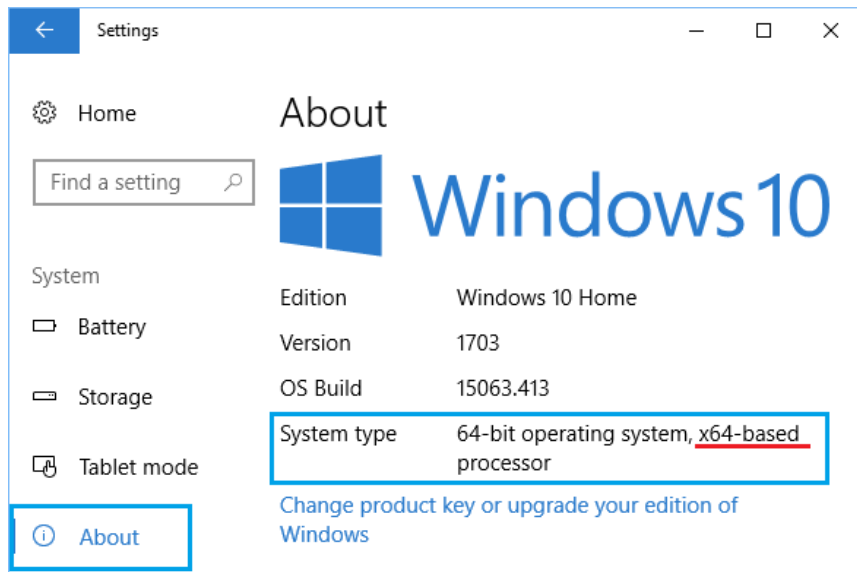 Settings
Home
Find a setting
System
Battery
Storage
Tablet mode
About
About
Windows 10
Edition Windows 10 Home
Version 1703
OS Build 15063.413
System type 64-bit operating system, x64-based
processor
Change product key or upgrade your edition of
Windows